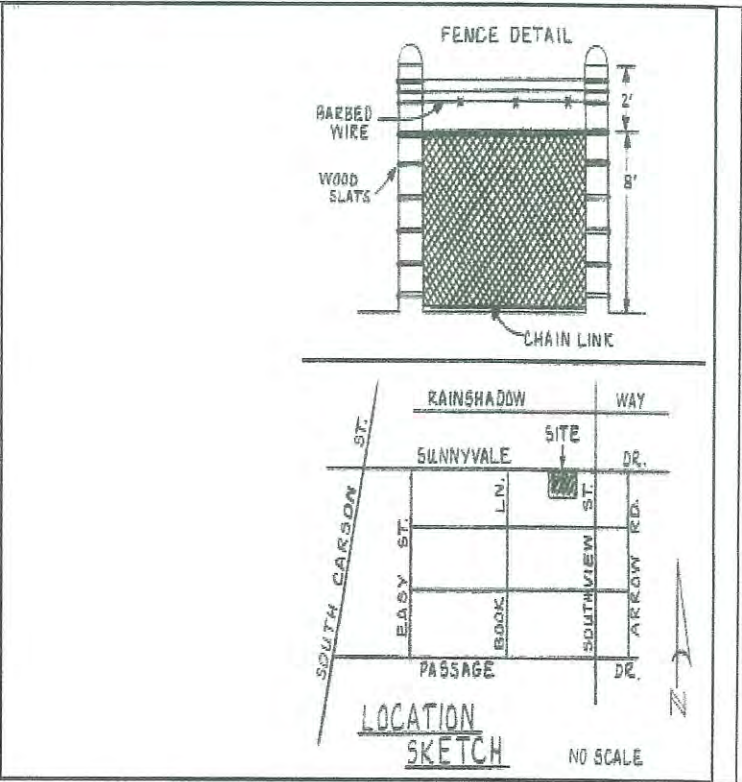 FENCE DETAIL
BARBED
WIRE
2'
WOOD
SLATS
8'
CHAIN LINK
RAINSHADOW WAY
SITE
SUNNYVALE DR.
SOUTH CARSON ST.
EASY ST.
BOOK LN.
SOUTHVIEW ST.
ARROW RD.
PASSAGE DR.
N
LOCATION
SKETCH
NO SCALE